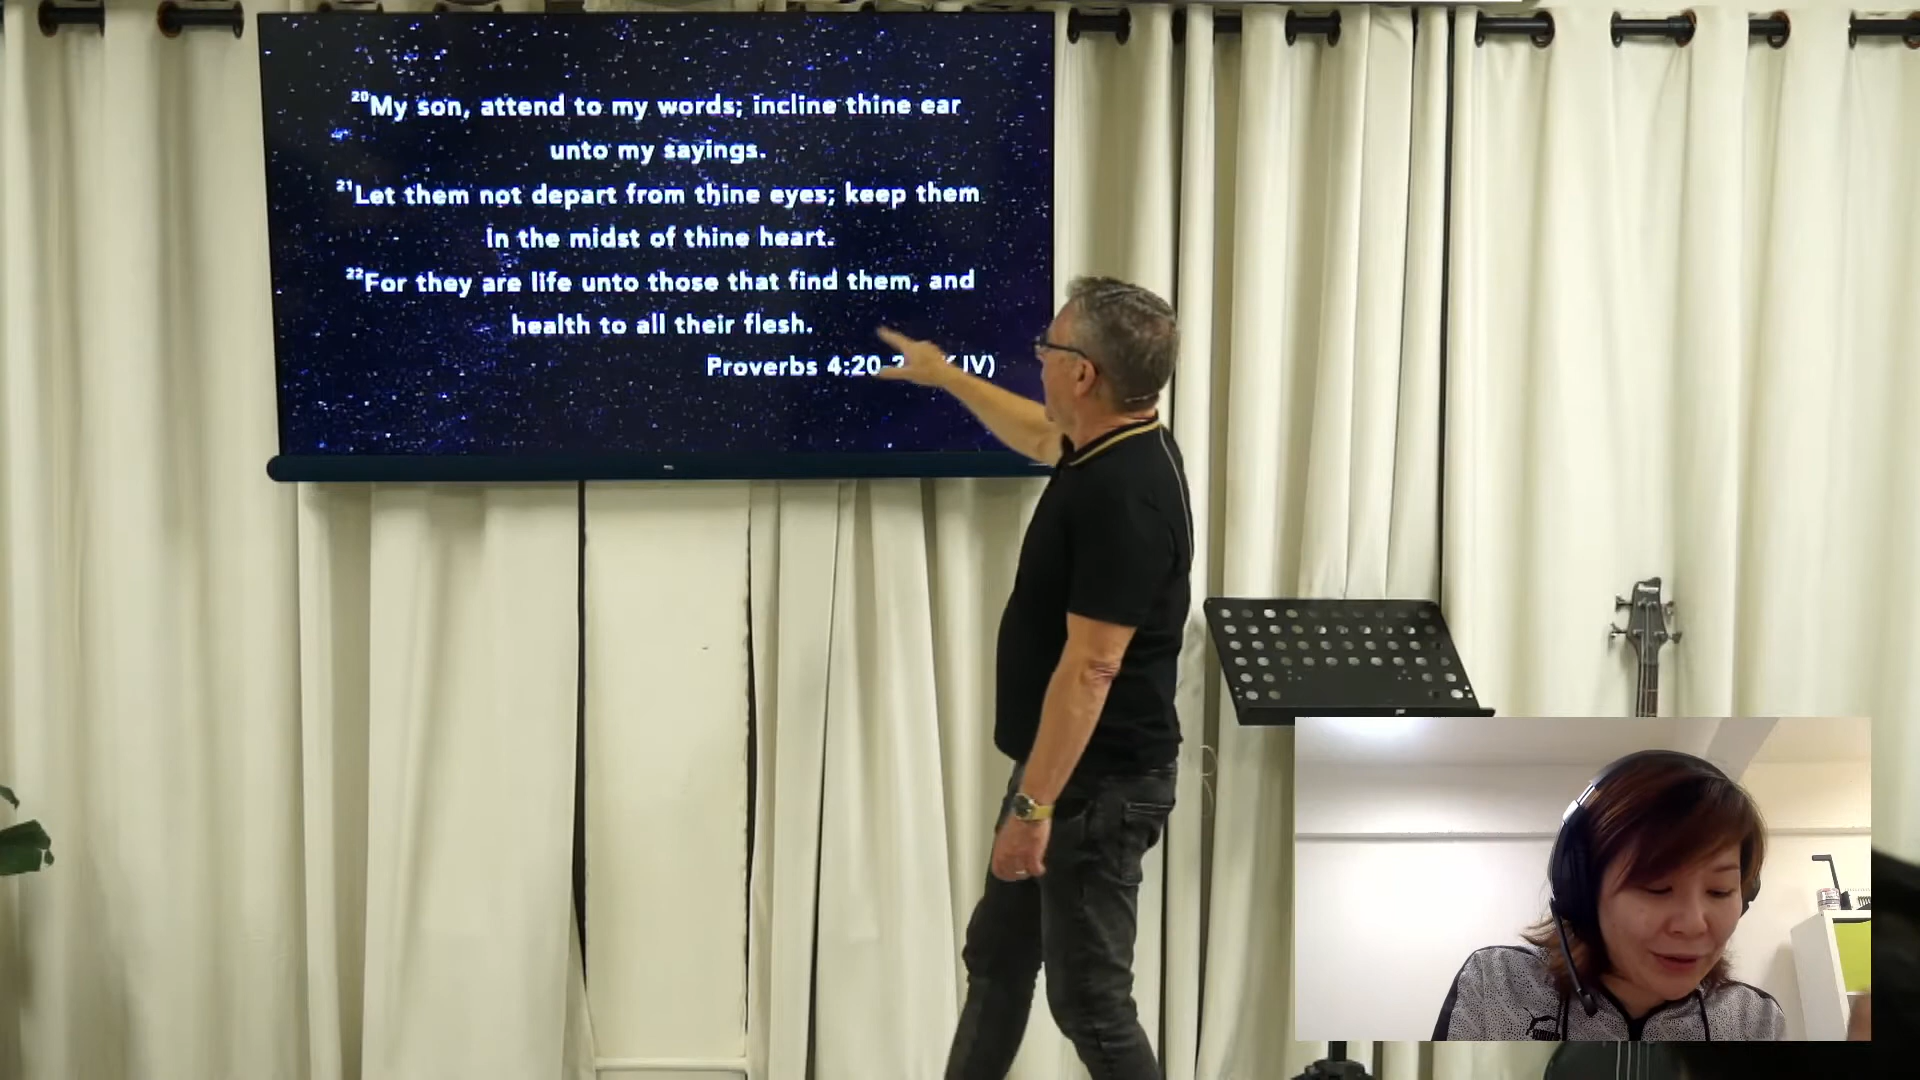 ²⁰My son, attend to my words; incline thine ear
unto my sayings.
²¹Let them not depart from thine eyes; keep them
in the midst of thine heart.
²²For they are life unto those that find them, and
health to all their flesh.
Proverbs 4:20-2 KJV)